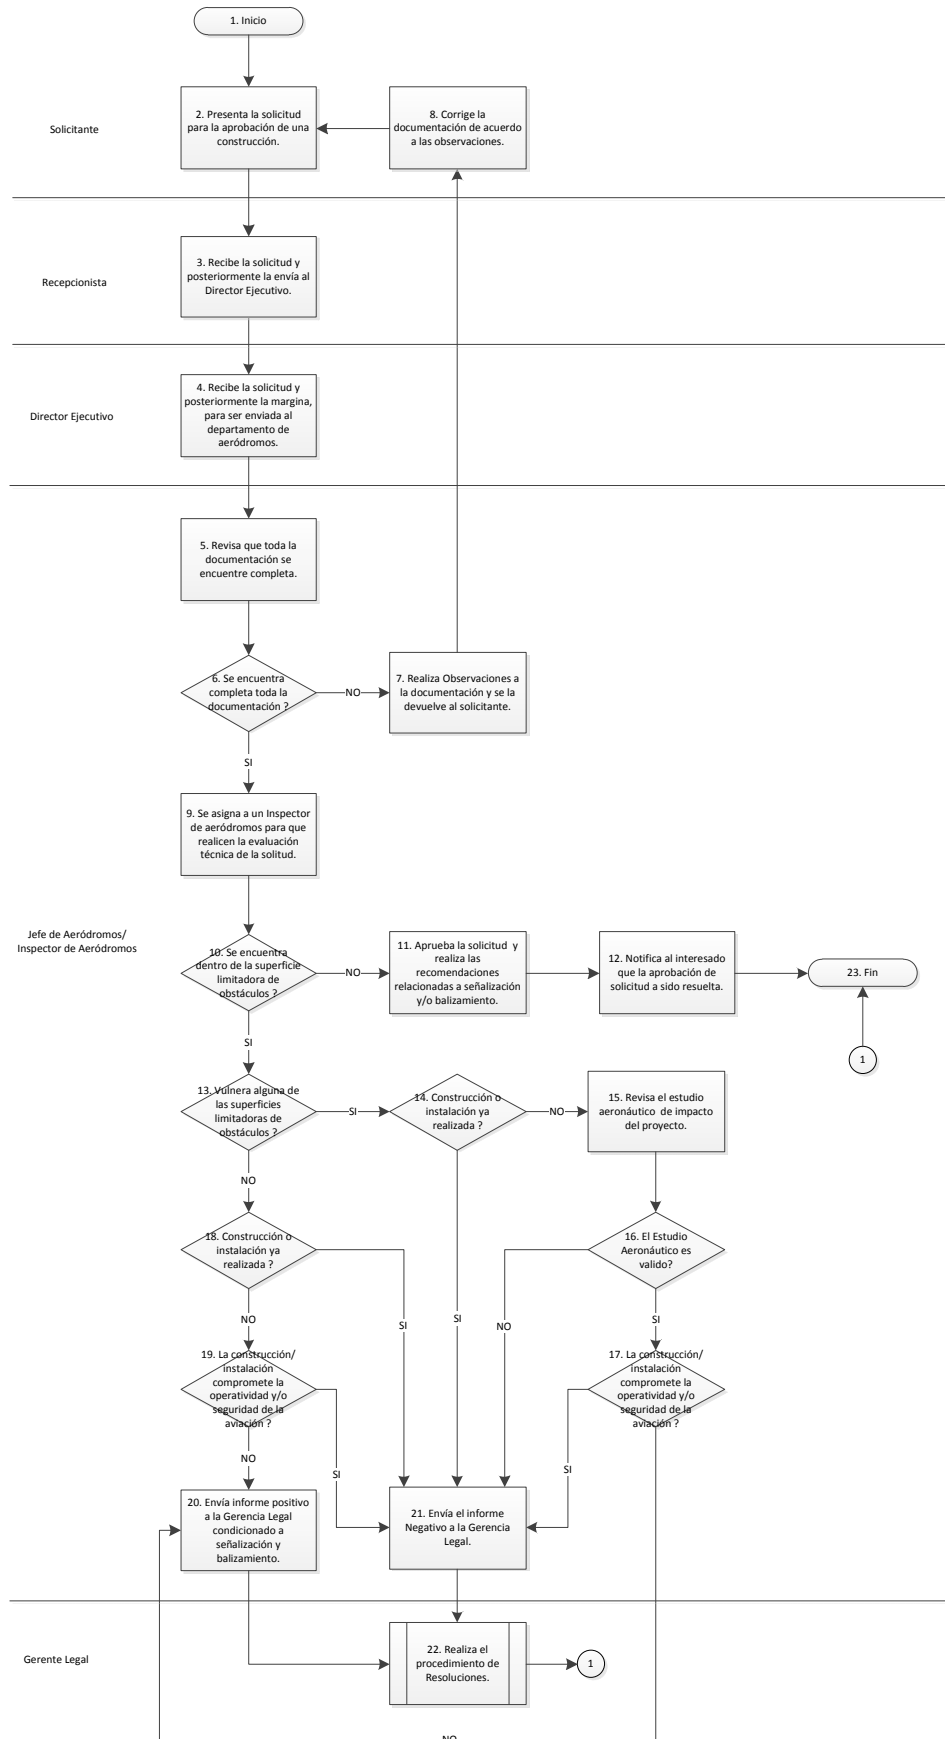 1. Inicio
Solicitante
2. Presenta la solicitud
para la aprobación de una
construcción.
8. Corrige la
documentación de acuerdo
a las observaciones.
Recepcionista
3. Recibe la solicitud y
posteriormente la envía al
Director Ejecutivo.
Director Ejecutivo
4. Recibe la solicitud y
posteriormente la margina,
para ser enviada al
departamento de
aeródromos.
5. Revisa que toda la
documentación se
encuentre completa.
6. Se encuentra
completa toda la
documentación ?
NO
7. Realiza Observaciones a
la documentación y se la
devuelve al solicitante.
SI
9. Se asigna a un Inspector
de aeródromos para que
realicen la evaluación
técnica de la solitud.
Jefe de Aeródromos/
Inspector de Aeródromos
10. Se encuentra
dentro de la superficie
limitadora de
obstáculos ?
NO
11. Aprueba la solicitud y
realiza las
recomendaciones
relacionadas a señalización
y/o balizamiento.
12. Notifica al interesado
que la aprobación de
solicitud a sido resuelta.
23. Fin
1
SI
13. Vulnera alguna de
las superficies
limitadoras de
obstáculos ?
SI
14. Construcción o
instalación ya
realizada ?
NO
15. Revisa el estudio
aeronáutico de impacto
del proyecto.
NO
18. Construcción o
instalación ya
realizada ?
16. El Estudio
Aeronáutico es
valido?
NO
SI
SI
NO
SI
19. La construcción/
instalación
compromete la
operatividad y/o
seguridad de la
aviación ?
17. La construcción/
instalación
compromete la
operatividad y/o
seguridad de la
aviación ?
NO
SI
SI
20. Envía informe positivo
a la Gerencia Legal
condicionado a
señalización y
balizamiento.
21. Envía el informe
Negativo a la Gerencia
Legal.
Gerente Legal
22. Realiza el
procedimiento de
Resoluciones.
1
NO